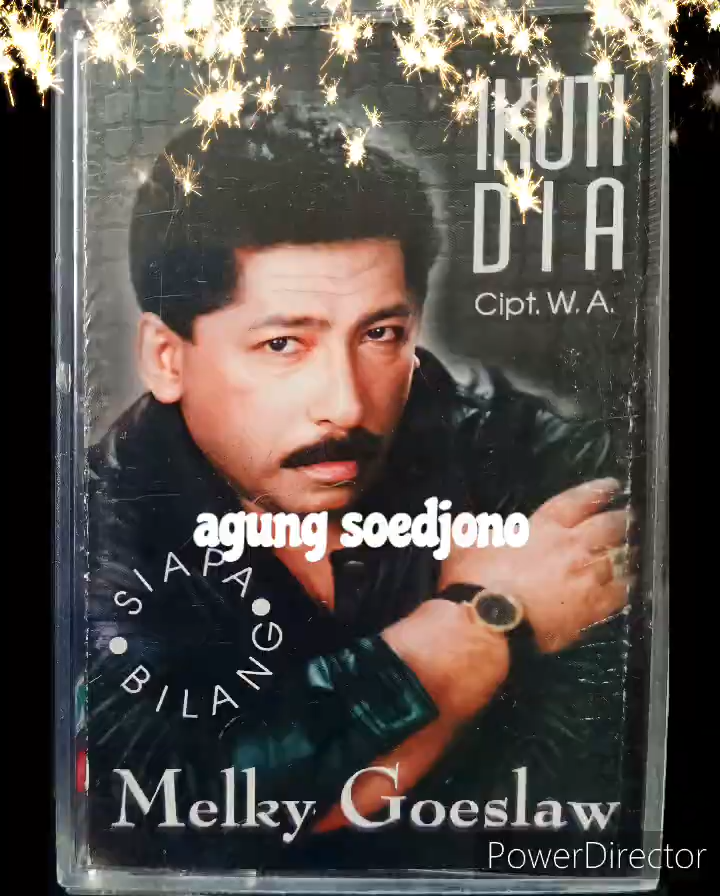 IKUTI
DIA
Cipt. W. A.
agung soedjono
SIAPA
BILANG
Melky Goeslaw
PowerDirector